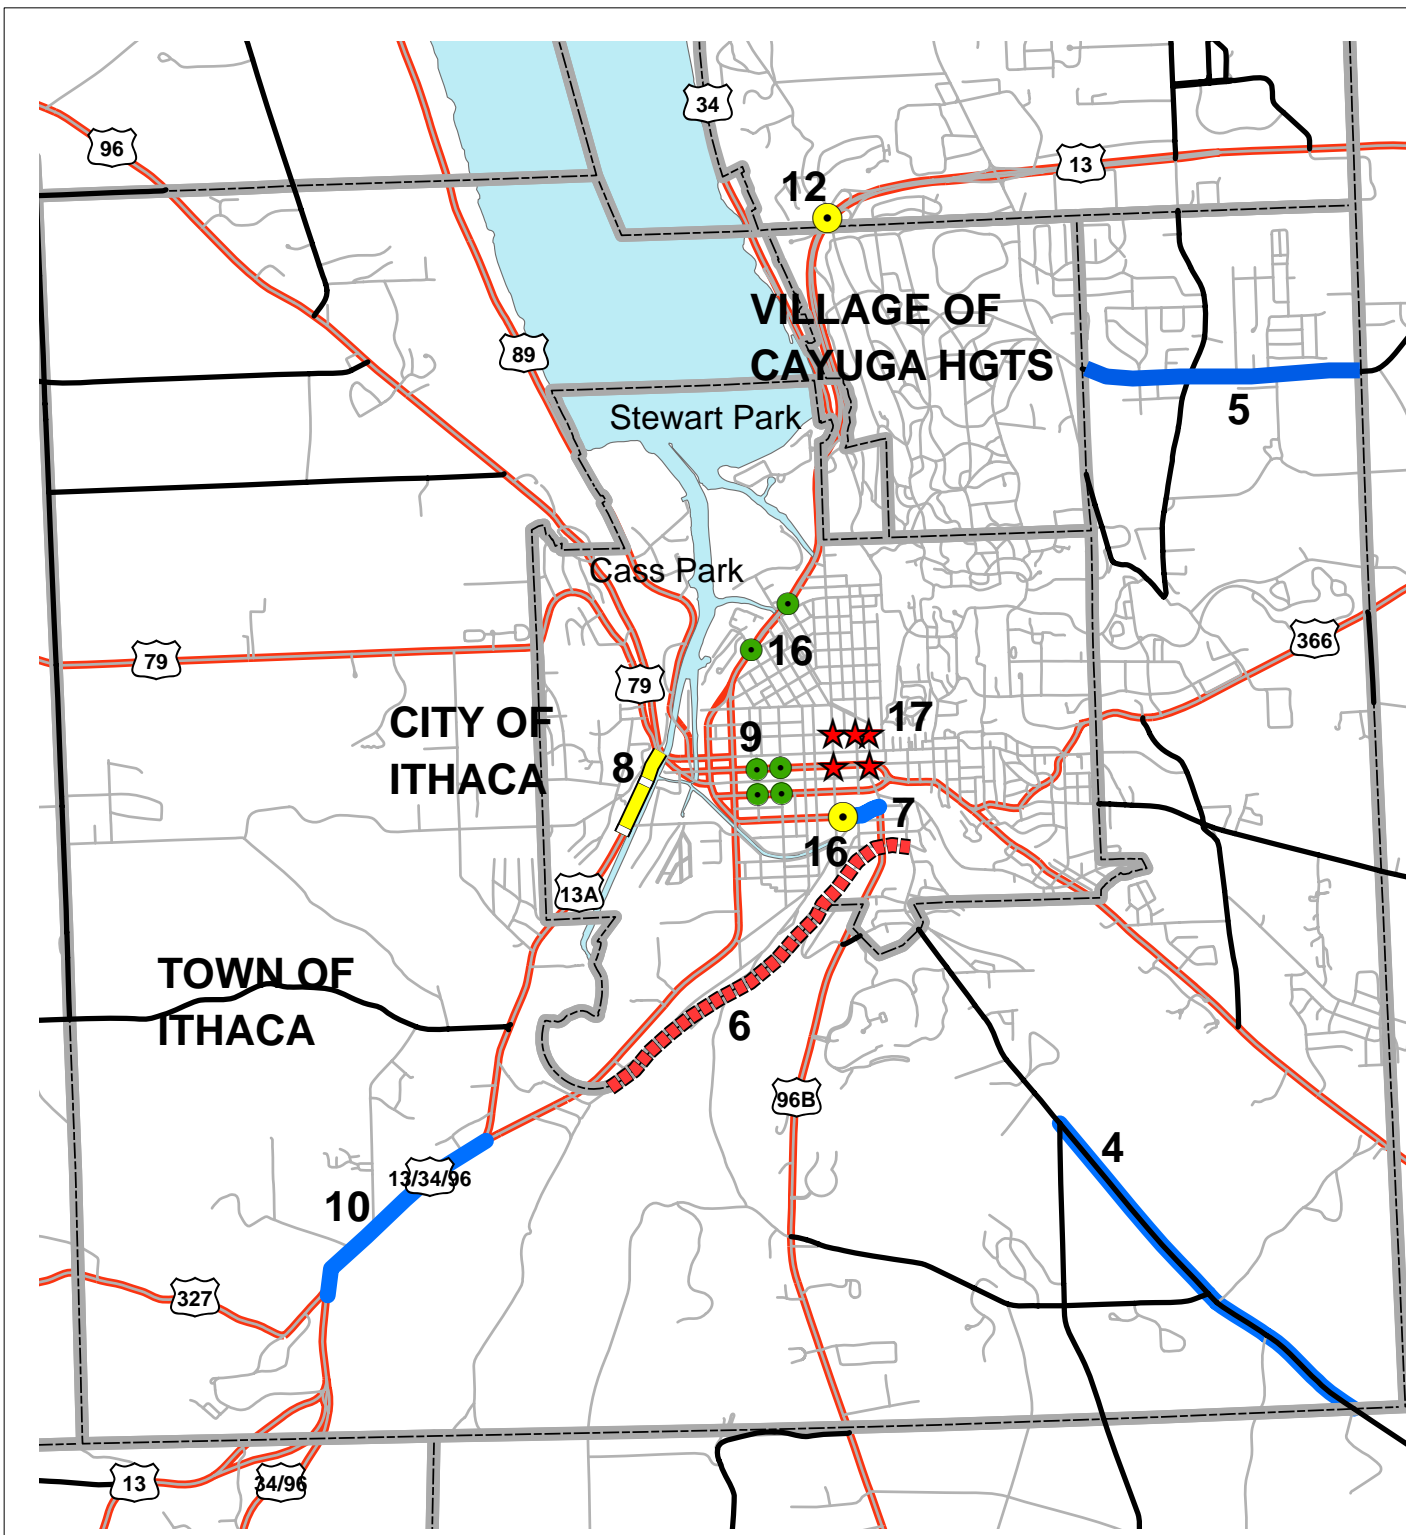 34
96
13
12
VILLAGE OF
CAYUGA HGTS
89
5
Stewart Park
Cass Park
16
366
79
79
CITY OF
ITHACA
9
17
8
7
16
13A
TOWN OF
ITHACA
6
96B
4
13/34/96
10
327
13
34/96